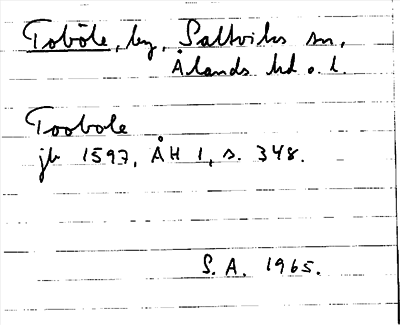 Toböle, by, Saltviks sn,
Ålands hd o. l.
Toobole
jb 1597, ÅH 1, s. 348.
S. A. 1965.